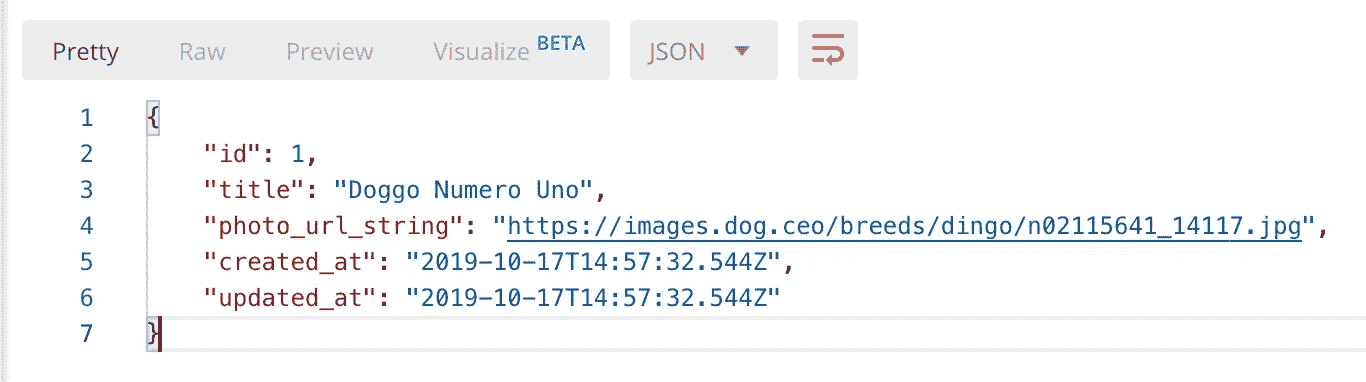 Pretty Raw Preview Visualize BETA JSON
1 {
2 "id": 1,
3 "title": "Doggo Numero Uno",
4 "photo_url_string": "https://images.dog.ceo/breeds/dingo/n02115641_14117.jpg",
5 "created_at": "2019-10-17T14:57:32.544Z",
6 "updated_at": "2019-10-17T14:57:32.544Z"
7 }